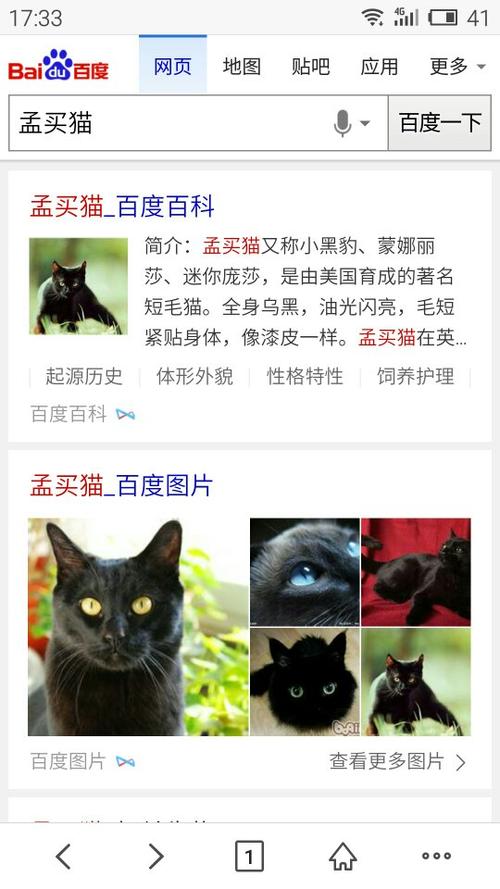 17:33 4G 41
Bai du 百度 网页 地图 贴吧 应用 更多
孟买猫 百度一下
孟买猫_百度百科
简介：孟买猫又称小黑豹、蒙娜丽
莎、迷你庞莎，是由美国育成的著名
短毛猫。全身乌黑，油光闪亮，毛短
紧贴身体，像漆皮一样。孟买猫在英...
起源历史 体形外貌 性格特性 饲养护理
百度百科
孟买猫_百度图片
百度图片 查看更多图片
1